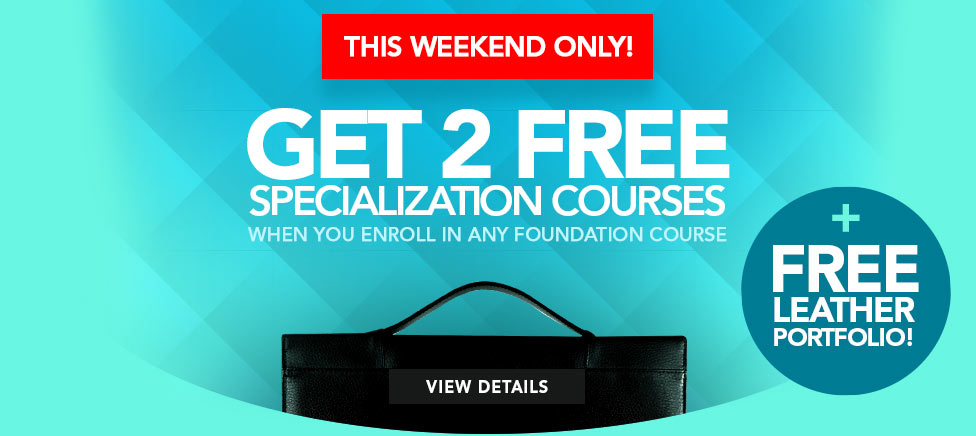 THIS WEEKEND ONLY!
GET 2 FREE
SPECIALIZATION COURSES
WHEN YOU ENROLL IN ANY FOUNDATION COURSE
+
FREE
LEATHER
PORTFOLIO!
VIEW DETAILS